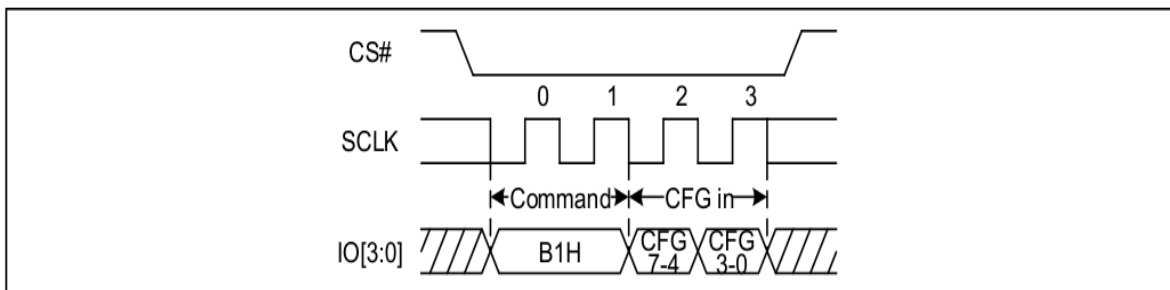 CS#
0 1 2 3
SCLK
Command CFG in
IO[3:0] B1H CFG 7-4 CFG 3-0